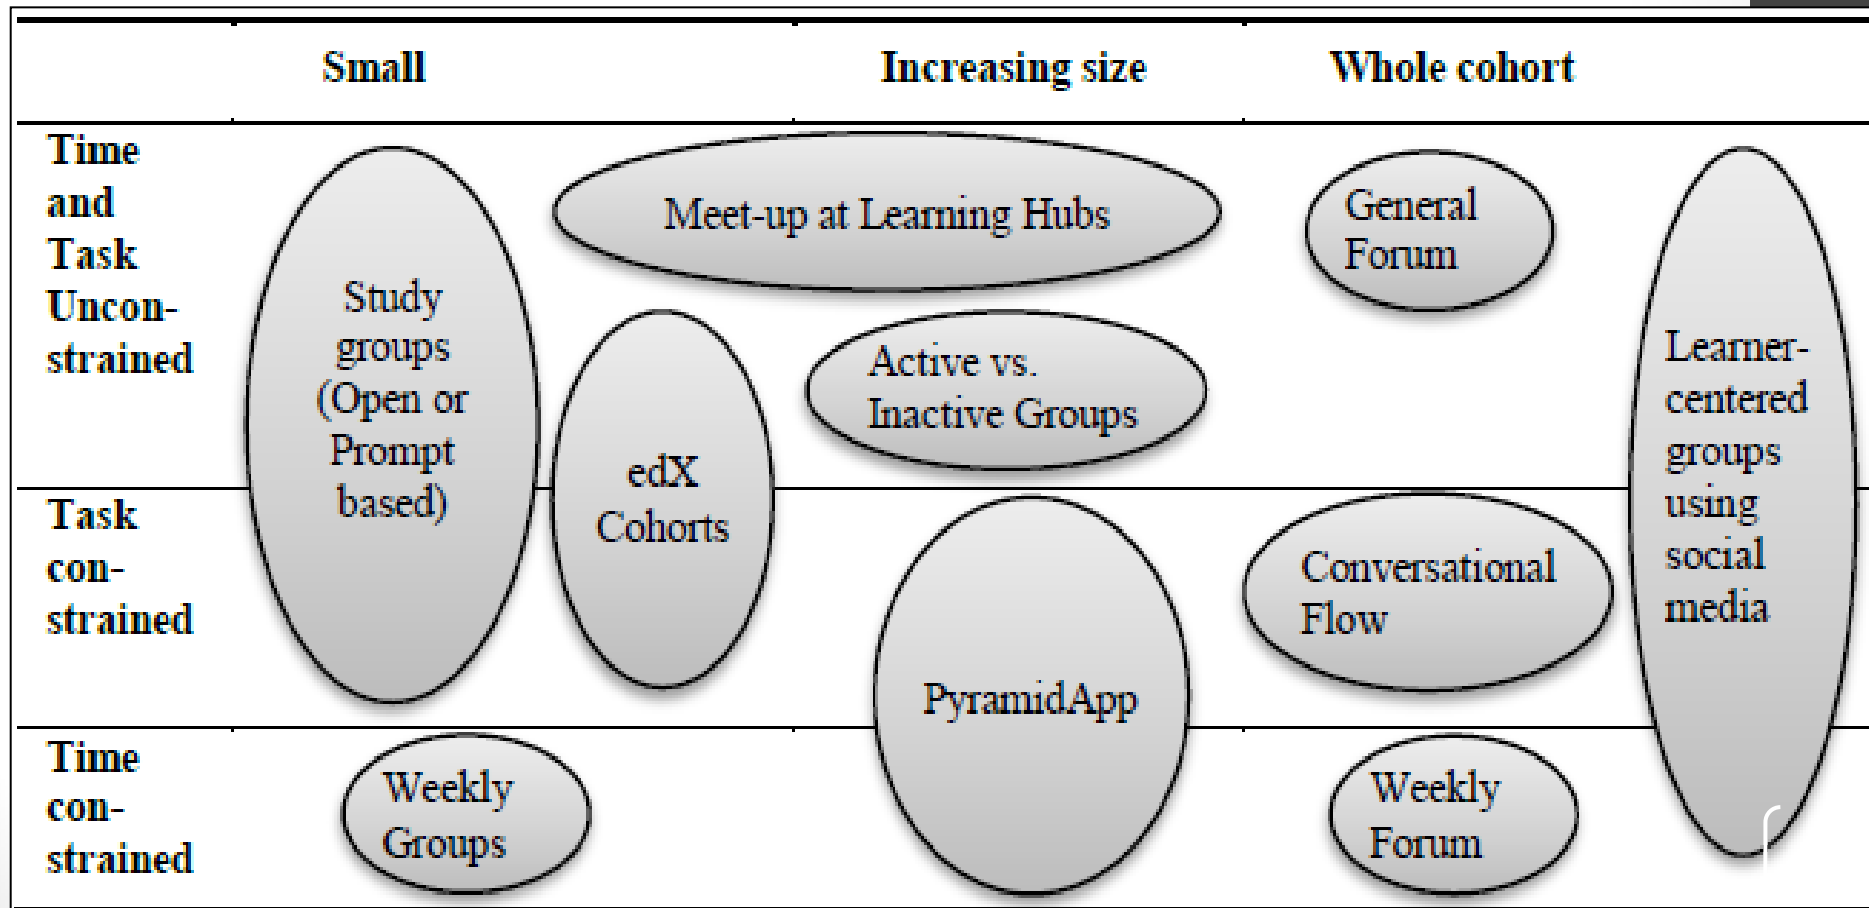 Small
Increasing size
Whole cohort
Time
and
Task
Uncon-
strained
Study
groups
(Open or
Prompt
based)
Meet-up at Learning Hubs
edX
Cohorts
Active vs.
Inactive Groups
General
Forum
Learner-
centered
groups
using
social
media
Task
con-
strained
PyramidApp
Conversational
Flow
Time
con-
strained
Weekly
Groups
Weekly
Forum